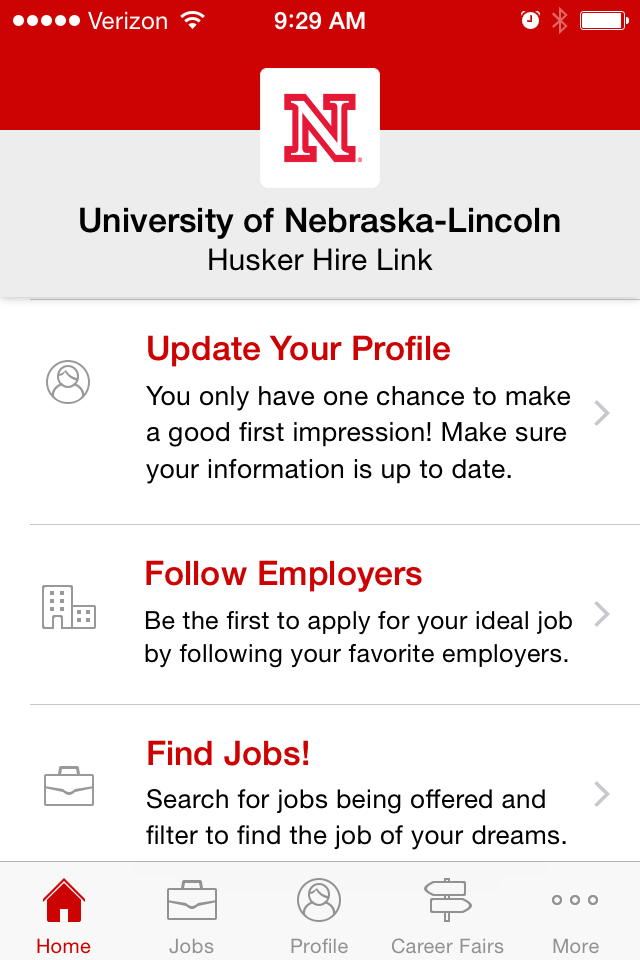 Verizon 9:29 AM
N
University of Nebraska-Lincoln
Husker Hire Link
Update Your Profile
You only have one chance to make
a good first impression! Make sure
your information is up to date.
Follow Employers
Be the first to apply for your ideal job
by following your favorite employers.
Find Jobs!
Search for jobs being offered and
filter to find the job of your dreams.
Home Jobs Profile Career Fairs More